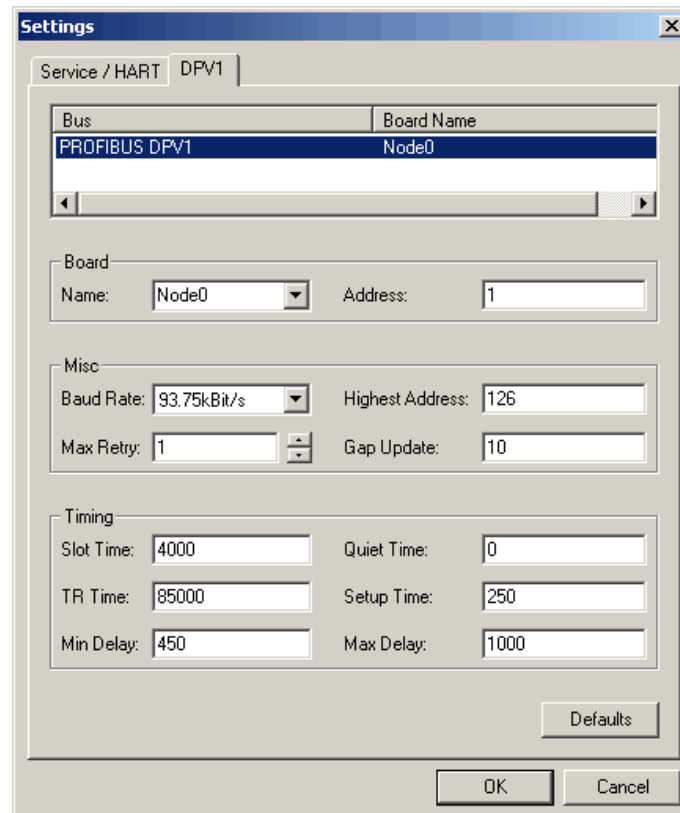 Settings
Service / HART DPV1
Bus Board Name
PROFIBUS DPV1 Node0
Board
Name: Node0 Address: 1
Misc
Baud Rate: 93.75kBit/s Highest Address: 126
Max Retry: 1 Gap Update: 10
Timing
Slot Time: 4000 Quiet Time: 0
TR Time: 85000 Setup Time: 250
Min Delay: 450 Max Delay: 1000
Defaults
OK Cancel